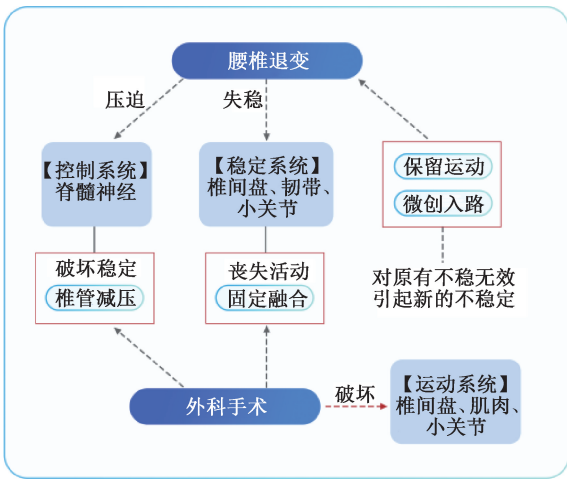 腰椎退变
压迫
失稳
【控制系统】
脊髓神经
【稳定系统】
椎间盘、韧带、
小关节
保留运动
微创入路
破坏稳定
椎管减压
丧失活动
固定融合
对原有不稳无效
引起新的不稳定
外科手术
破坏
【运动系统】
椎间盘、肌肉、
小关节